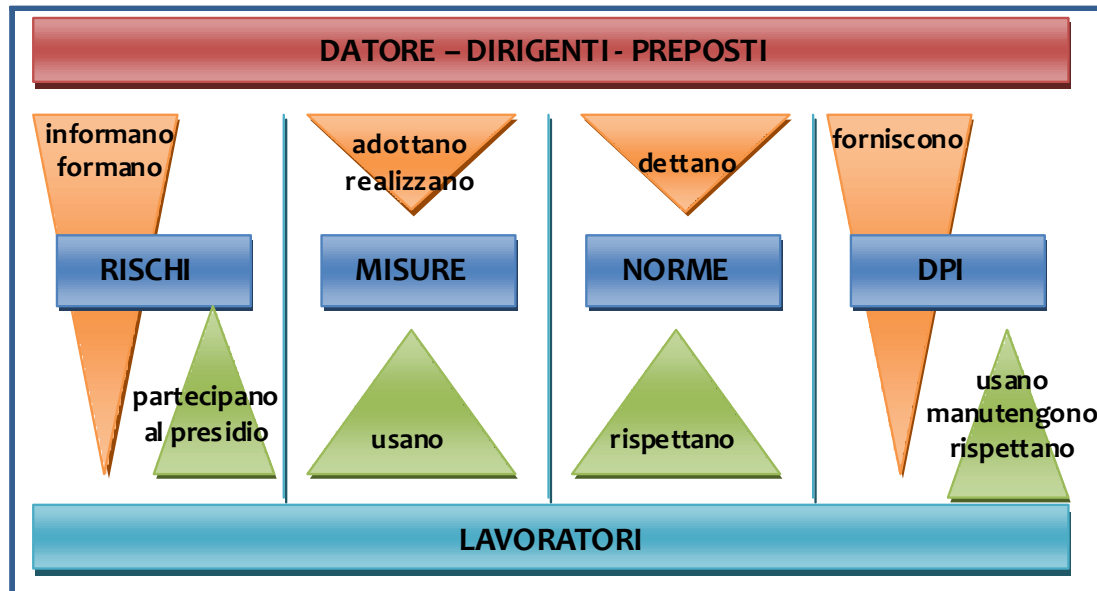 DATORE – DIRIGENTI- PREPOSTI
informano
formano
adottano
realizzano
dettano
forniscono
RISCHI
MISURE
NORME
DPI
partecipano
al presidio
usano
rispettano
usano
manutengono
rispettano
LAVORATORI